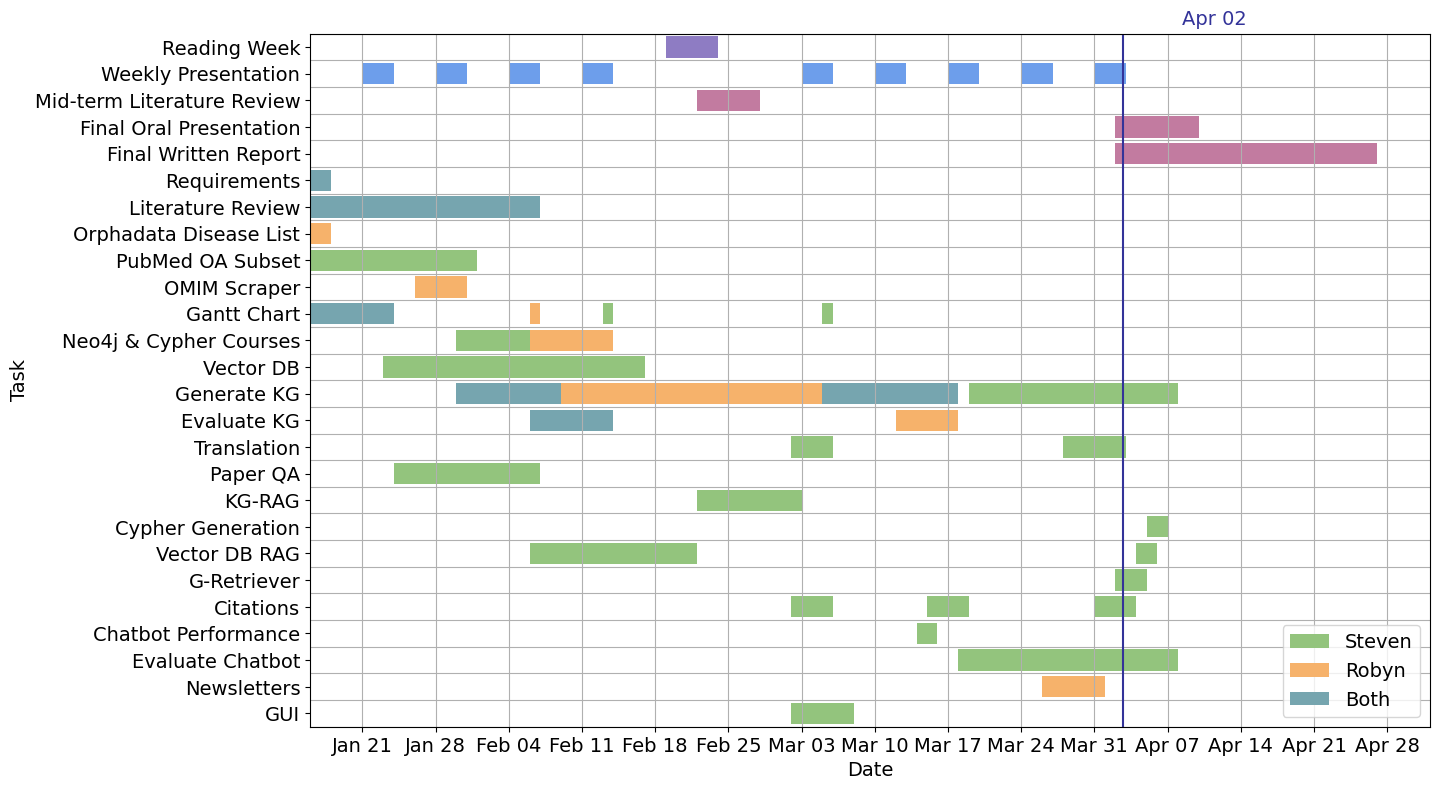 Apr 02
Reading Week
Weekly Presentation
Mid-term Literature Review
Final Oral Presentation
Final Written Report
Requirements
Literature Review
Orphadata Disease List
PubMed OA Subset
OMIM Scraper
Gantt Chart
Neo4j & Cypher Courses
Vector DB
Generate KG
Evaluate KG
Translation
Paper QA
KG-RAG
Cypher Generation
Vector DB RAG
G-Retriever
Citations
Chatbot Performance
Evaluate Chatbot
Newsletters
GUI
Task
Steven
Robyn
Both
Jan 21 Jan 28 Feb 04 Feb 11 Feb 18 Feb 25 Mar 03 Mar 10 Mar 17 Mar 24 Mar 31 Apr 07 Apr 14 Apr 21 Apr 28
Date